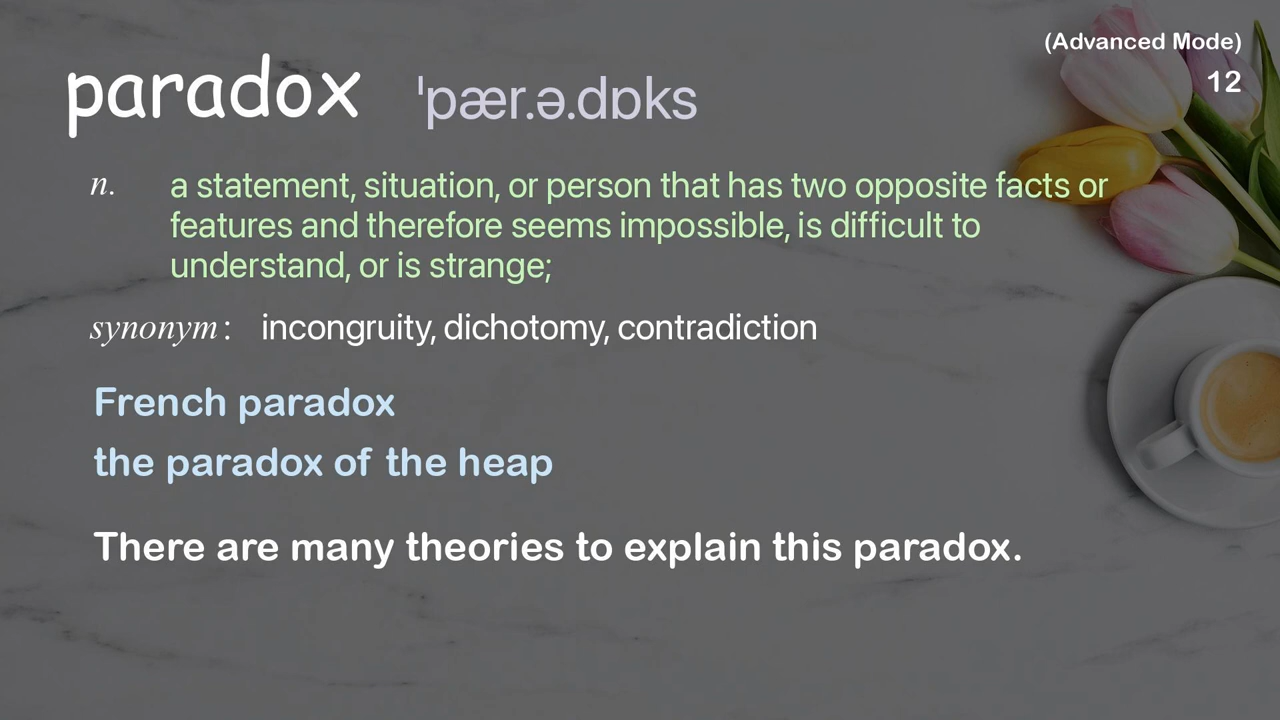 (Advanced Mode)
12
paradox ˈpær.ə.dɒks
n. a statement, situation, or person that has two opposite facts or
features and therefore seems impossible, is difficult to
understand, or is strange;
synonym: incongruity, dichotomy, contradiction
French paradox
the paradox of the heap
There are many theories to explain this paradox.